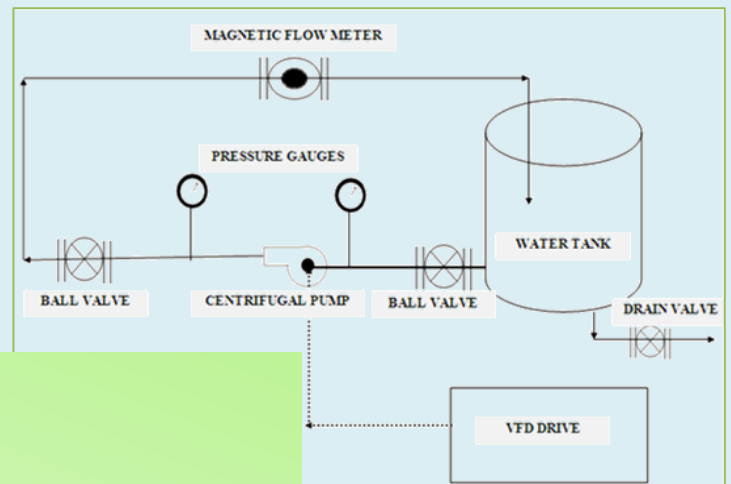 MAGNETIC FLOW METER
PRESSURE GAUGES
WATER TANK
BALL VALVE
CENTRIFUGAL PUMP
BALL VALVE
DRAIN VALVE
VFD DRIVE